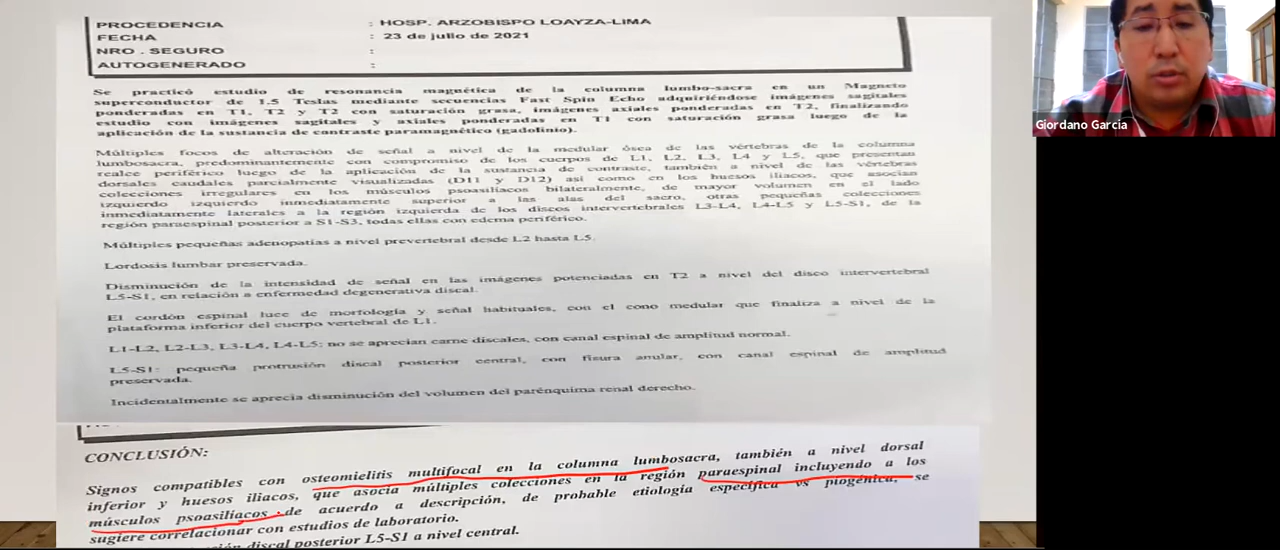 PROCEDENCIA : HOSP. ARZOBISPO LOAYZA-LIMA
FECHA : 23 de julio de 2021
NRO . SEGURO :
AUTOGENERADO :
Se practicó estudio de resonancia magnética de la columna lumbo-sacra en un Magneto
superconductor de 1.5 Teslas mediante secuencias Fast Spin Echo adquiriéndose imágenes sagitales
ponderadas en T1, T2 y T2 con saturación grasa, imágenes axiales ponderadas en T2, finalizando
estudio con imágenes sagitales y axiales ponderadas en T1 con saturación grasa luego de la
aplicación de la sustancia de contraste paramagnético (gadolinio).
Múltiples focos de alteración de señal a nivel de la medular ósea de las vértebras de la columna
lumbosacra, predominantemente con compromiso de los cuerpos de L1, L2, L3, L4 y L5, que presentan
realce periférico luego de la aplicación de la sustancia de contraste, también a nivel de las vértebras
dorsales caudales parcialmente visualizadas (D11 y D12) así como en los huesos iliacos, que asocian
colecciones irregulares en los músculos psoasiliacos bilateralmente, de mayor volumen en el lado
izquierdo izquierdo inmediatamente superior a las alas del sacro, otras pequeñas colecciones
inmediatamente laterales a la región izquierda de los discos intervertebrales L3-L4, L4-L5 y L5-S1, de la
región paraespinal posterior a S1-S3, todas ellas con edema periférico.
Múltiples pequeñas adenopatías a nivel prevertebral desde L2 hasta L5.
Lordosis lumbar preservada.
Disminución de la intensidad de señal en las imágenes potenciadas en T2 a nivel del disco intervertebral
L5-S1, en relación a enfermedad degenerativa discal.
El cordón espinal luce de morfología y señal habituales, con el cono medular que finaliza a nivel de la
plataforma inferior del cuerpo vertebral de L1.
L1-L2, L2-L3, L3-L4, L4-L5: no se aprecian carne discales, con canal espinal de amplitud normal.
L5-S1: pequeña protrusión discal posterior central, con fisura anular, con canal espinal de amplitud
preservada.
Incidentalmente se aprecia disminución del volumen del parénquima renal derecho.
CONCLUSIÓN:
Signos compatibles con osteomielitis multifocal en la columna lumbosacra, también a nivel dorsal
inferior y huesos iliacos, que asocia múltiples colecciones en la región paraespinal incluyendo a los
músculos psoasiliacos de acuerdo a descripción, de probable etiología específica vs piogénica, se
sugiere correlacionar con estudios de laboratorio.
discal posterior L5-S1 a nivel central.
Giordano Garcia